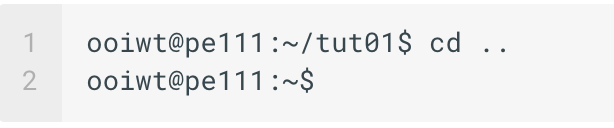 1 ooiwt@pe111:~/tut01$ cd ..
2 ooiwt@pe111:~$